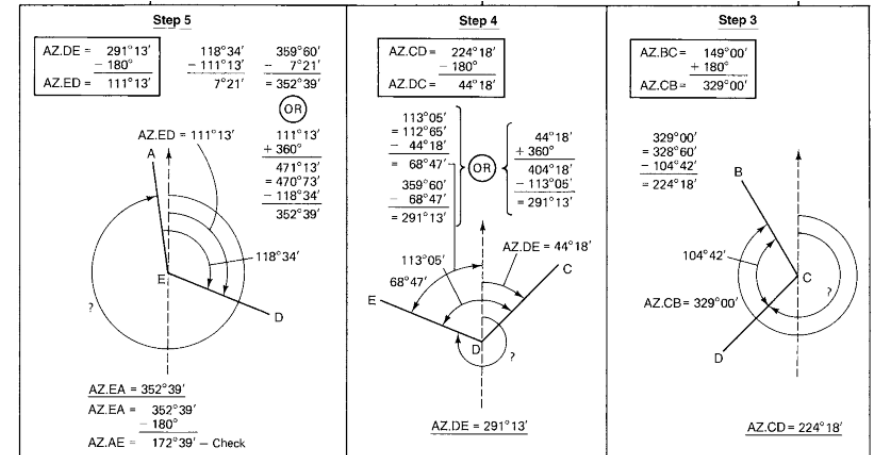 Step 5
AZ.DE = 291°13′
− 180°
AZ.ED = 111°13′
118°34′
− 111°13′
7°21′
359°60′
− 7°21′
= 352°39′
OR
111°13′
+ 360°
471°13′
= 470°73′
− 118°34′
352°39′
AZ.ED = 111°13′
A
118°34′
E
?
D
AZ.EA = 352°39′
AZ.EA = 352°39′
− 180°
AZ.AE = 172°39′ – Check
Step 4
AZ.CD = 224°18′
− 180°
AZ.DC = 44°18′
113°05′
= 112°65′
− 44°18′
= 68°47′
359°60′
− 68°47′
= 291°13′
OR
44°18′
+ 360°
404°18′
− 113°05′
= 291°13′
AZ.DE = 44°18′
113°05′
68°47′
C
E
D
?
AZ.DE = 291°13′
Step 3
AZ.BC = 149°00′
+ 180°
AZ.CB = 329°00′
329°00′
= 328°60′
− 104°42′
= 224°18′
B
104°42′
C
?
AZ.CB = 329°00′
D
AZ.CD = 224°18′